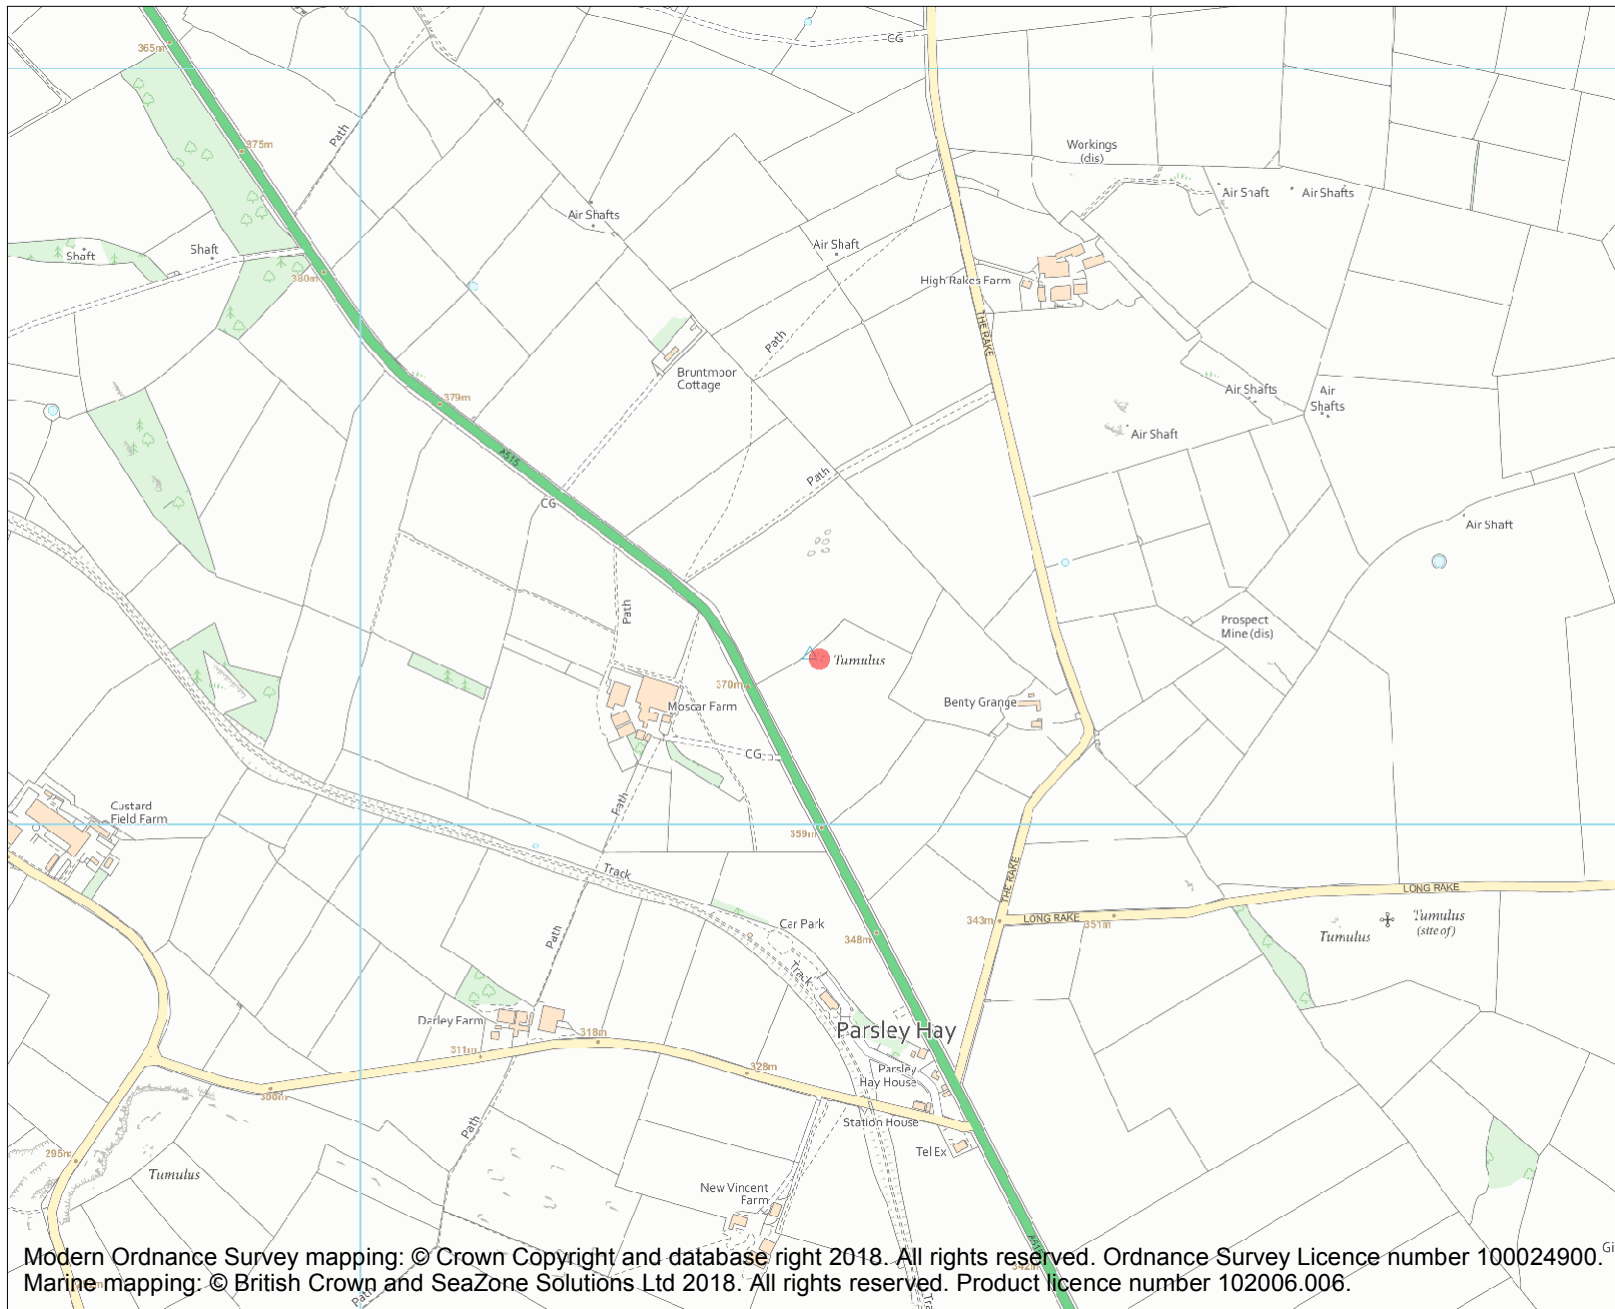 365m
CG
375m
Path
Workings
(dis)
Air Shaft
Air Shafts
Air Shafts
Shaft
Shaft
Air Shaft
380m
High Rakes Farm
THE RAKE
Path
Bruntmoor
Cottage
379m
Air Shafts
Air
Shafts
Air Shaft
A515
Path
CG
Air Shaft
Path
Prospect
Mine (dis)
Tumulus
370m
Moscar Farm
Benty Grange
CG
Path
Custard
Field Farm
359m
Track
THE RAKE
LONG RAKE
Car Park
343m
LONG RAKE
351m
Tumulus
(site of)
Tumulus
348m
Path
Track
Darley Farm
318m
Parsley Hay
311m
328m
Parsley
Hay House
300m
Station House
Path
Tel Ex
295m
Tumulus
New Vincent
Farm
A515
342m
Path
Modern Ordnance Survey mapping: © Crown Copyright and database right 2018. All rights reserved. Ordnance Survey Licence number 100024900.
Marine mapping: © British Crown and SeaZone Solutions Ltd 2018. All rights reserved. Product licence number 102006.006.